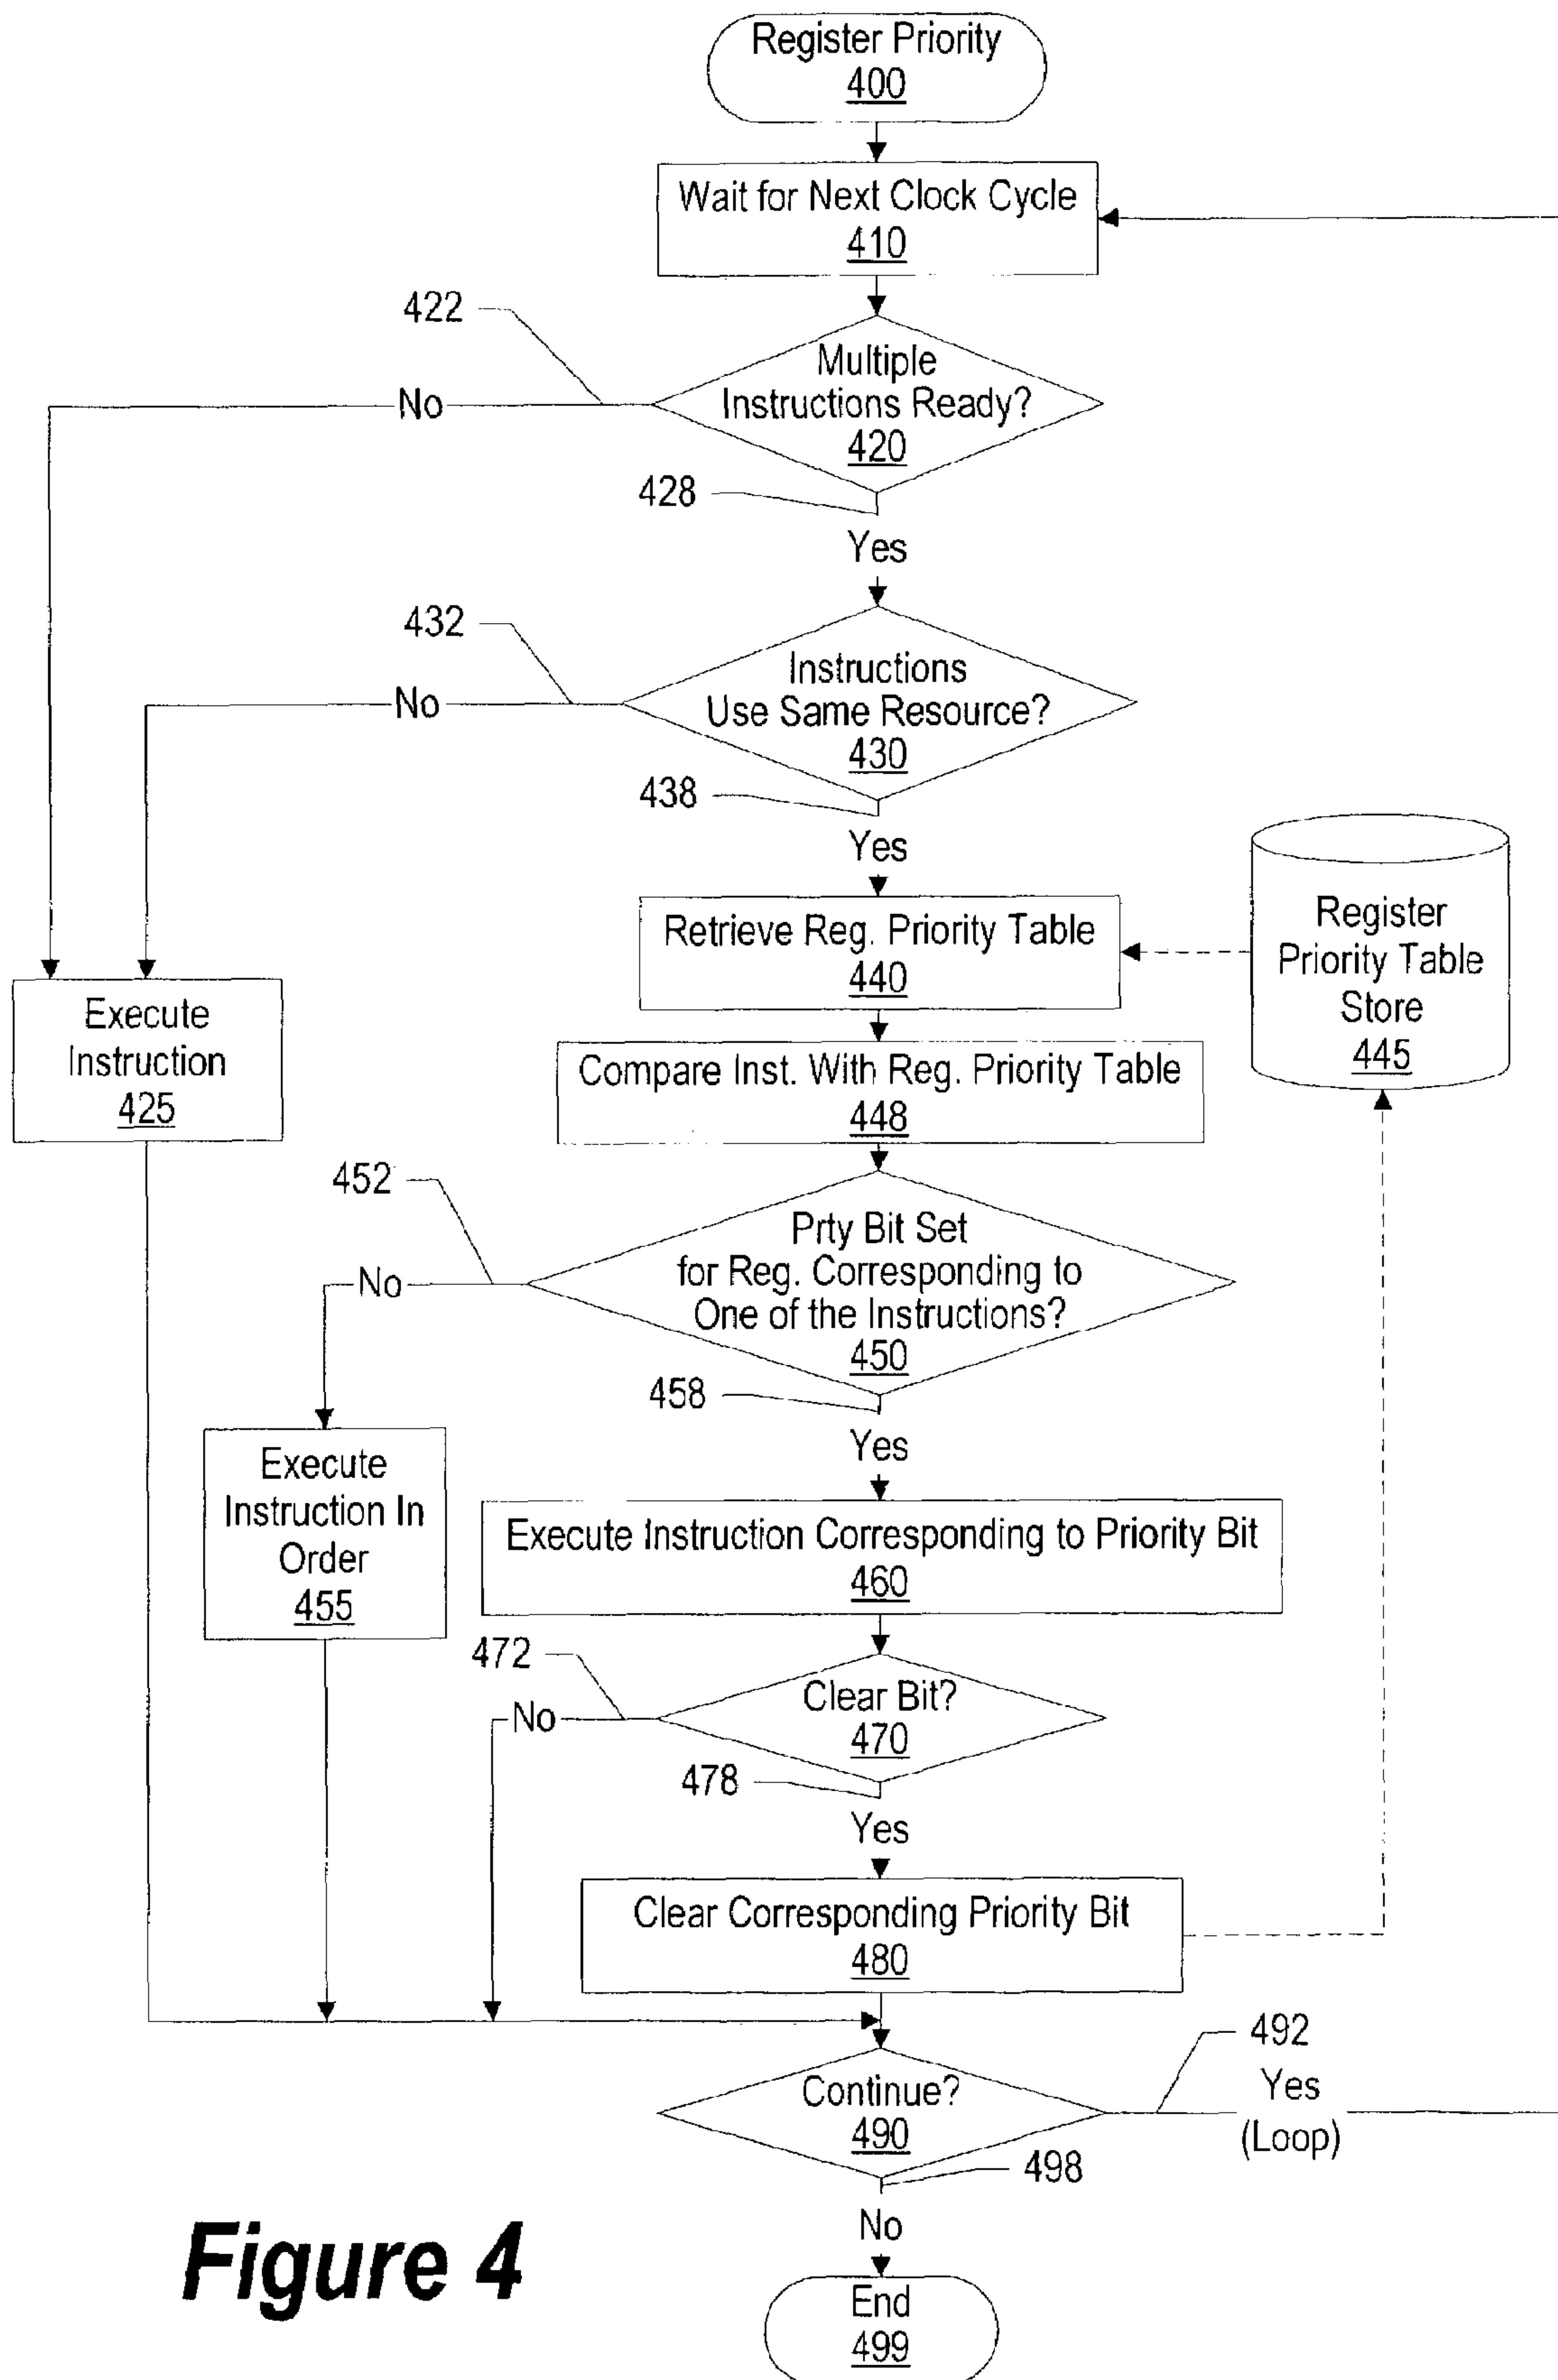 Register Priority
400
Wait for Next Clock Cycle
410
422
Multiple
Instructions Ready?
420
No
428
Yes
432
Instructions
Use Same Resource?
430
No
438
Yes
Retrieve Reg. Priority Table
440
Register
Priority Table
Store
445
Execute
Instruction
425
Compare Inst. With Reg. Priority Table
448
452
Prty Bit Set
for Reg. Corresponding to
One of the Instructions?
450
No
458
Yes
Execute
Instruction In
Order
455
Execute Instruction Corresponding to Priority Bit
460
472
Clear Bit?
470
No
478
Yes
Clear Corresponding Priority Bit
480
492
Continue?
490
Yes
(Loop)
498
No
Figure 4
End
499